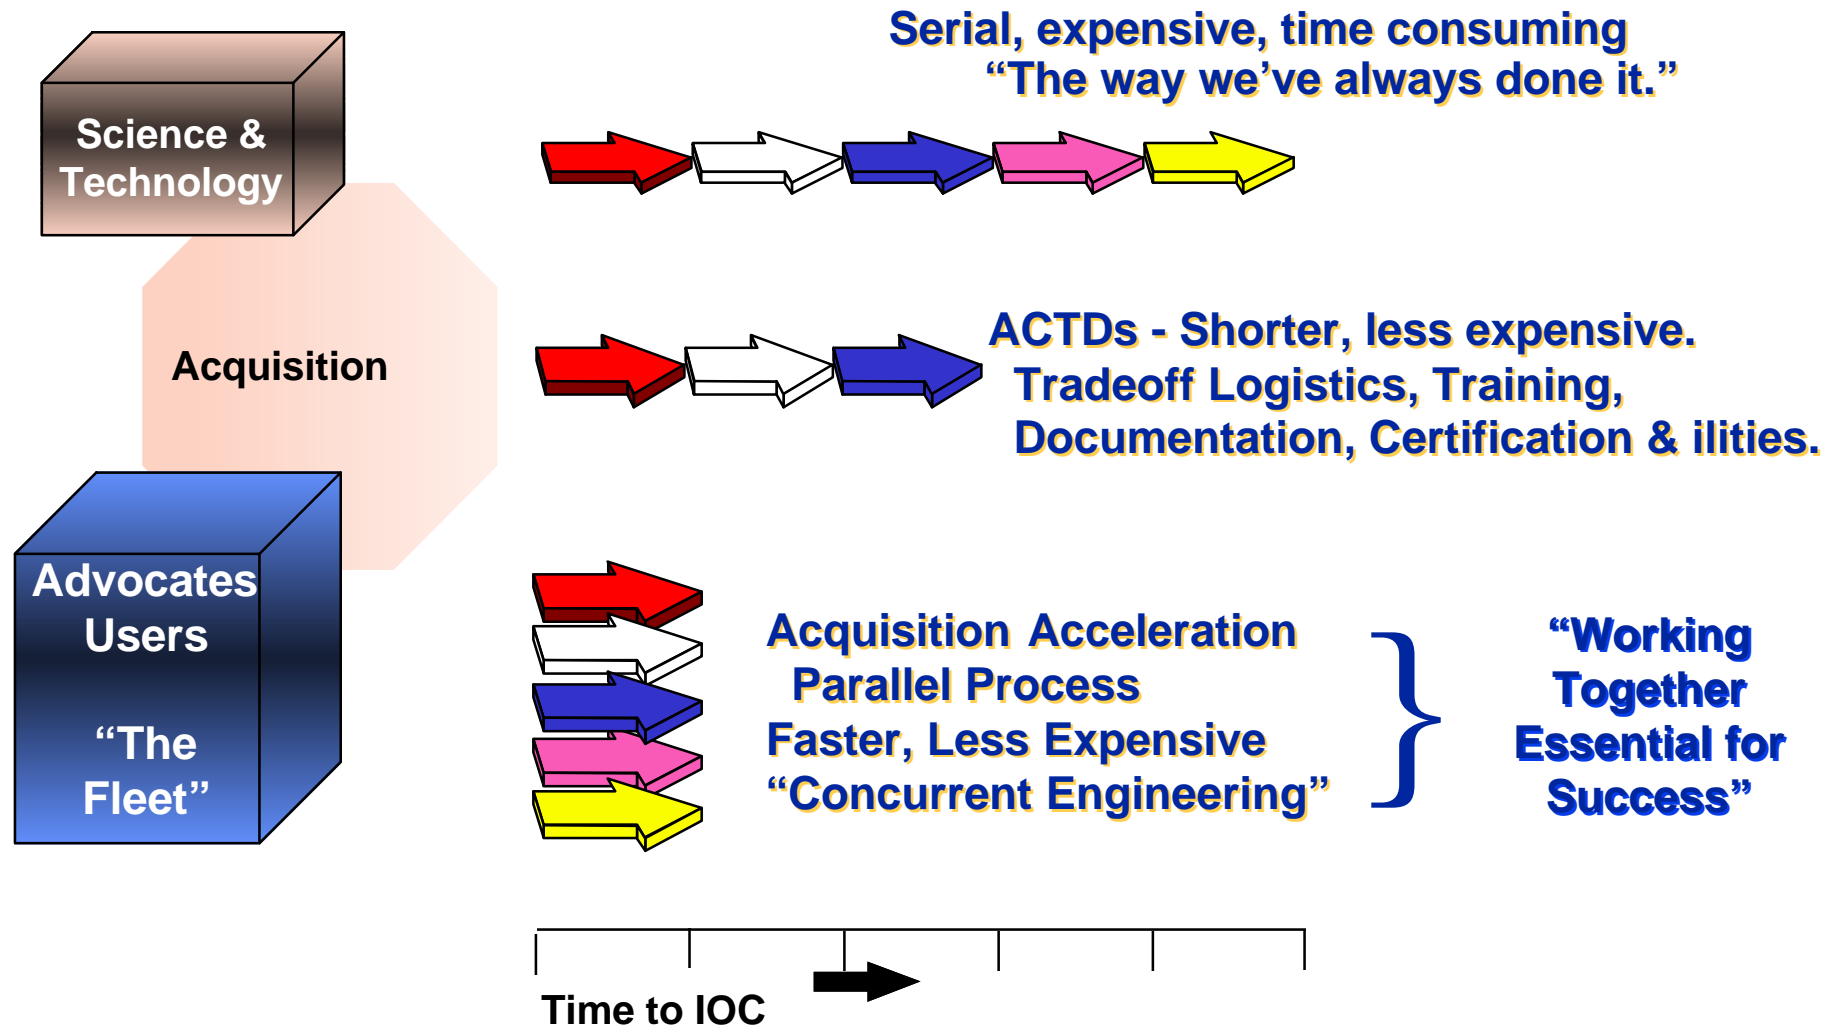 Serial, expensive, time consuming
“The way we’ve always done it.”
Science &
Technology
Acquisition
ACTDs - Shorter, less expensive.
Tradeoff Logistics, Training,
Documentation, Certification & ilities.
Advocates
Users
“The
Fleet”
Acquisition Acceleration
Parallel Process
Faster, Less Expensive
“Concurrent Engineering”
}
“Working
Together
Essential for
Success”
Time to IOC